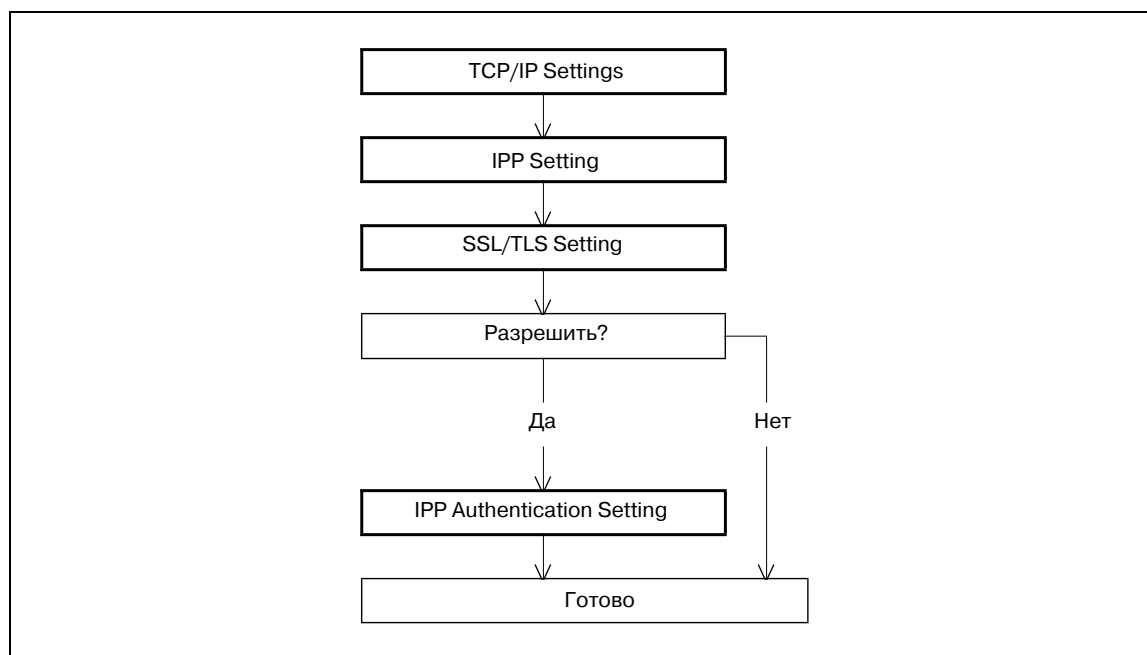 TCP/IP Settings
IPP Setting
SSL/TLS Setting
Разрешить?
Да
Нет
IPP Authentication Setting
Готово